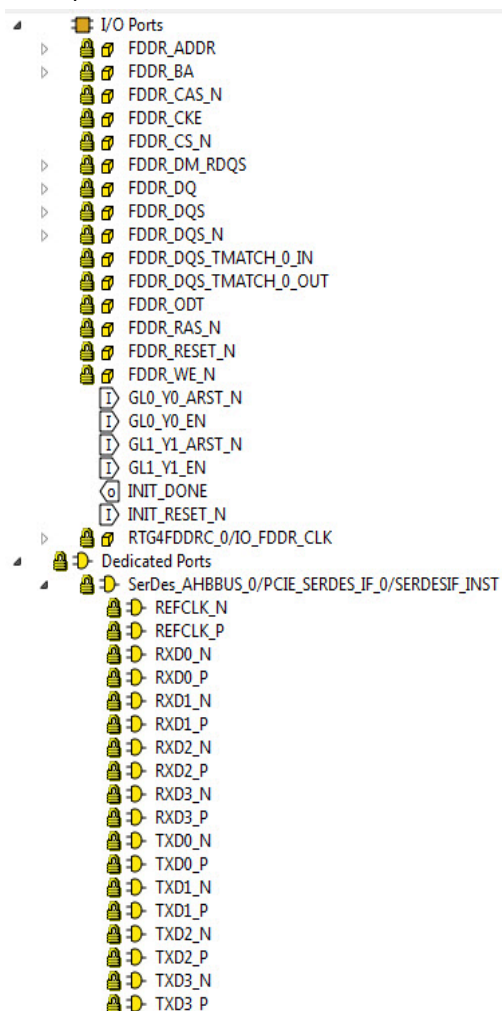 I/O Ports
FDDR_ADDR
FDDR_BA
FDDR_CAS_N
FDDR_CKE
FDDR_CS_N
FDDR_DM_RDQS
FDDR_DQ
FDDR_DQS
FDDR_DQS_N
FDDR_DQS_TMATCH_0_IN
FDDR_DQS_TMATCH_0_OUT
FDDR_ODT
FDDR_RAS_N
FDDR_RESET_N
FDDR_WE_N
I GL0_Y0_ARST_N
I GL0_Y0_EN
I GL1_Y1_ARST_N
I GL1_Y1_EN
O INIT_DONE
I INIT_RESET_N
RTG4FDDRC_0/IO_FDDR_CLK
Dedicated Ports
SerDes_AHBBUS_0/PCIE_SERDES_IF_0/SERDESIF_INST
REFCLK_N
REFCLK_P
RXD0_N
RXD0_P
RXD1_N
RXD1_P
RXD2_N
RXD2_P
RXD3_N
RXD3_P
TXD0_N
TXD0_P
TXD1_N
TXD1_P
TXD2_N
TXD2_P
TXD3_N
TXD3_P